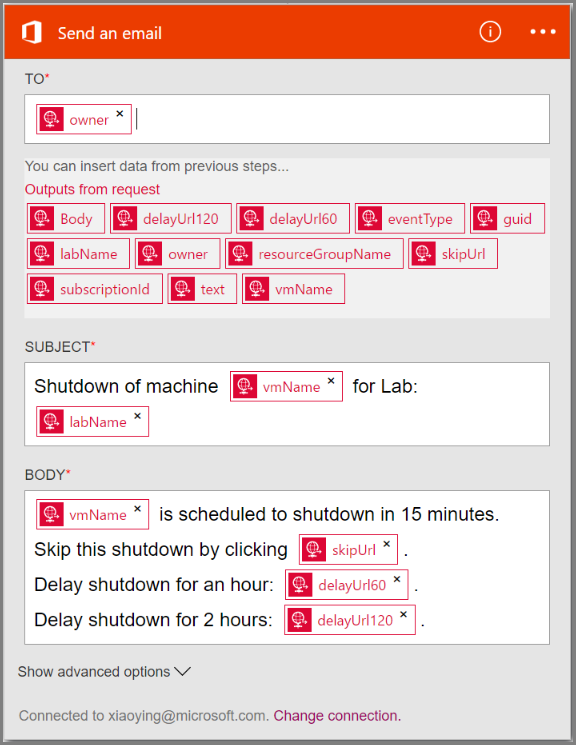 Send an email
TO*
owner ×
You can insert data from previous steps...
Outputs from request
Body delayUrl120 delayUrl60 eventType guid
labName owner resourceGroupName skipUrl
subscriptionId text vmName
SUBJECT*
Shutdown of machine vmName × for Lab:
labName ×
BODY*
vmName × is scheduled to shutdown in 15 minutes.
Skip this shutdown by clicking skipUrl × .
Delay shutdown for an hour: delayUrl60 × .
Delay shutdown for 2 hours: delayUrl120 × .
Show advanced options
Connected to xiaoying@microsoft.com. Change connection.